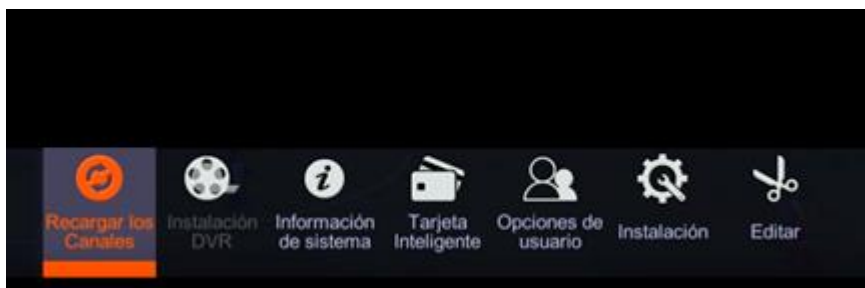 Recargar los
Canales
Instalación
DVR
Información
de sistema
Tarjeta
Inteligente
Opciones de
usuario
Instalación
Editar